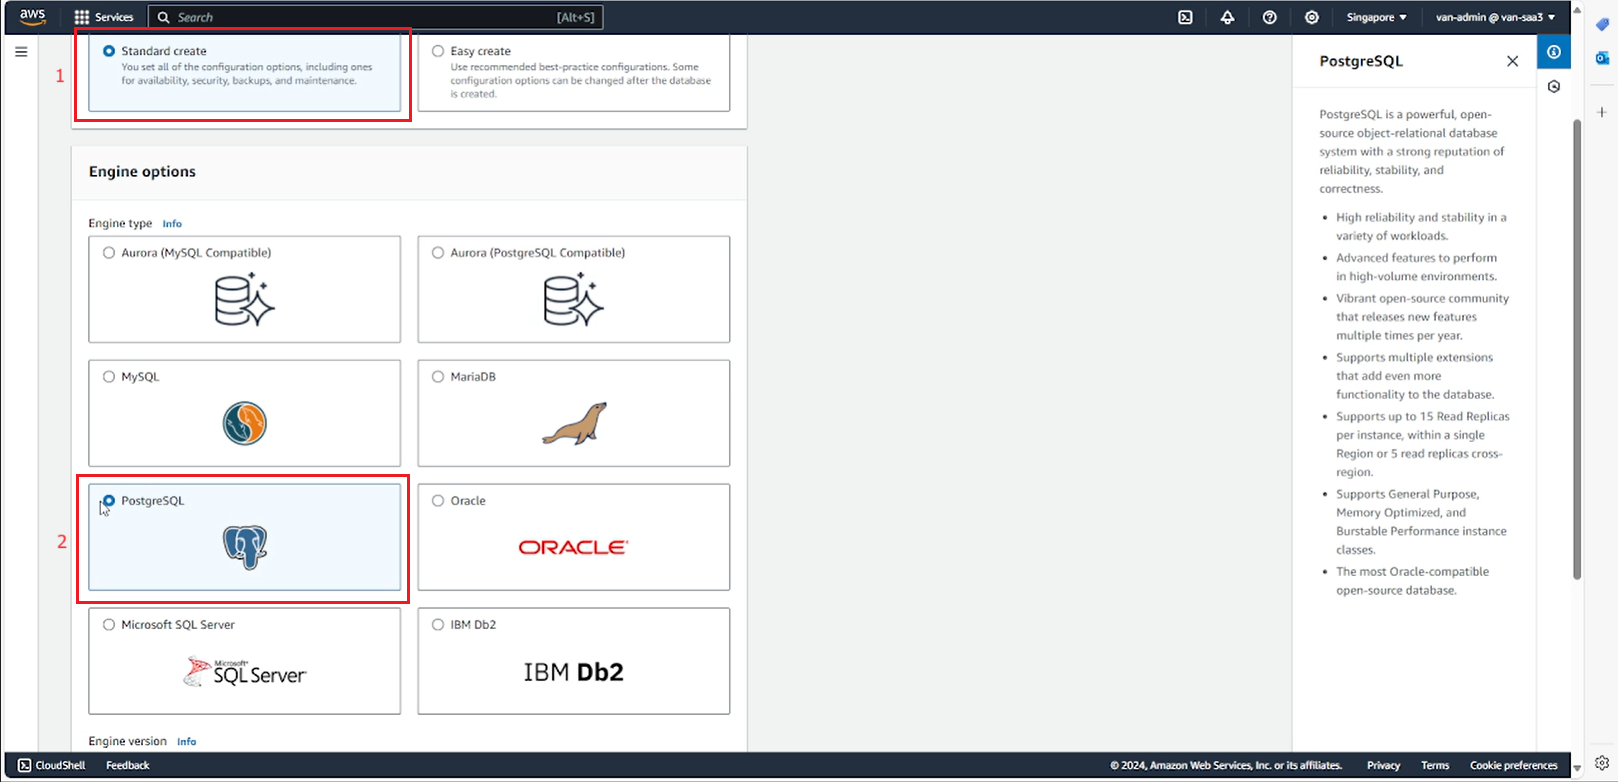 aws
Services
Search
[Alt+S]
Singapore
van-admin @ van-saa3
1
Standard create
You set all of the configuration options, including ones
for availability, security, backups, and maintenance.
Easy create
Use recommended best-practice configurations. Some
configuration options can be changed after the database
is created.
Engine options
Engine type Info
Aurora (MySQL Compatible)
Aurora (PostgreSQL Compatible)
MySQL
MariaDB
2
PostgreSQL
Oracle
ORACLE
Microsoft SQL Server
Microsoft
SQL Server
IBM Db2
IBM Db2
Engine version Info
PostgreSQL
PostgreSQL is a powerful, open-
source object-relational database
system with a strong reputation of
reliability, stability, and
correctness.
• High reliability and stability in a
variety of workloads.
• Advanced features to perform
in high-volume environments.
• Vibrant open-source community
that releases new features
multiple times per year.
• Supports multiple extensions
that add even more
functionality to the database.
• Supports up to 15 Read Replicas
per instance, within a single
Region or 5 read replicas cross-
region.
• Supports General Purpose,
Memory Optimized, and
Burstable Performance instance
classes.
• The most Oracle-compatible
open-source database.
CloudShell
Feedback
© 2024, Amazon Web Services, Inc. or its affiliates.
Privacy
Terms
Cookie preferences